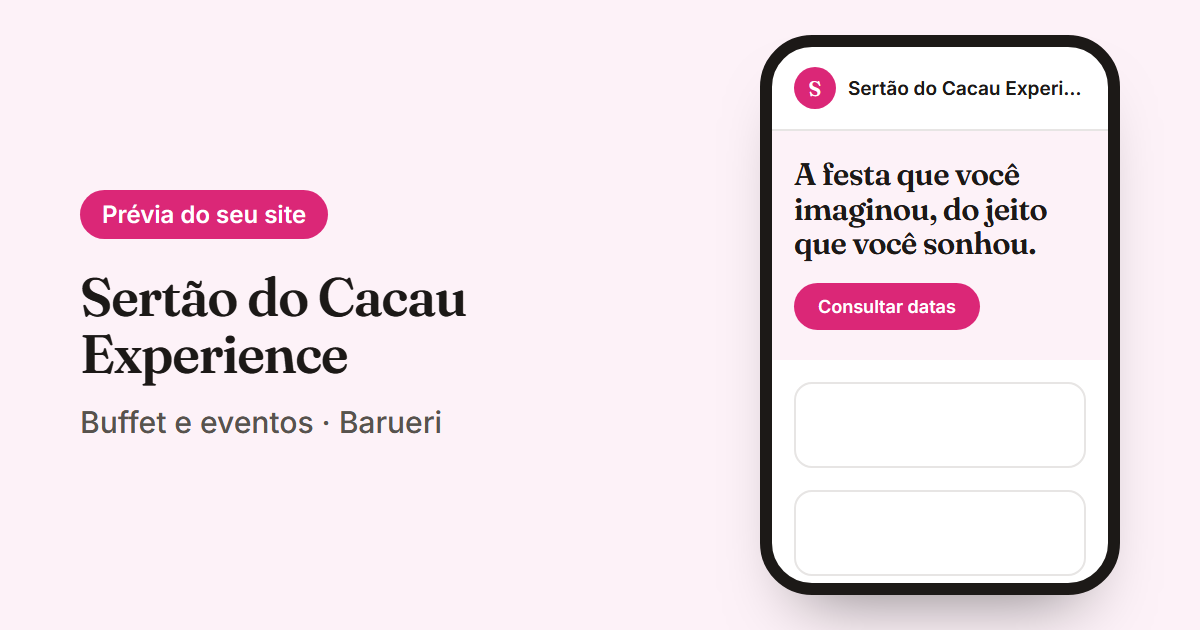 Prévia do seu site
Sertão do Cacau
Experience
Buffet e eventos · Barueri
S
Sertão do Cacau Experi...
A festa que você
imaginou, do jeito
que você sonhou.
Consultar datas